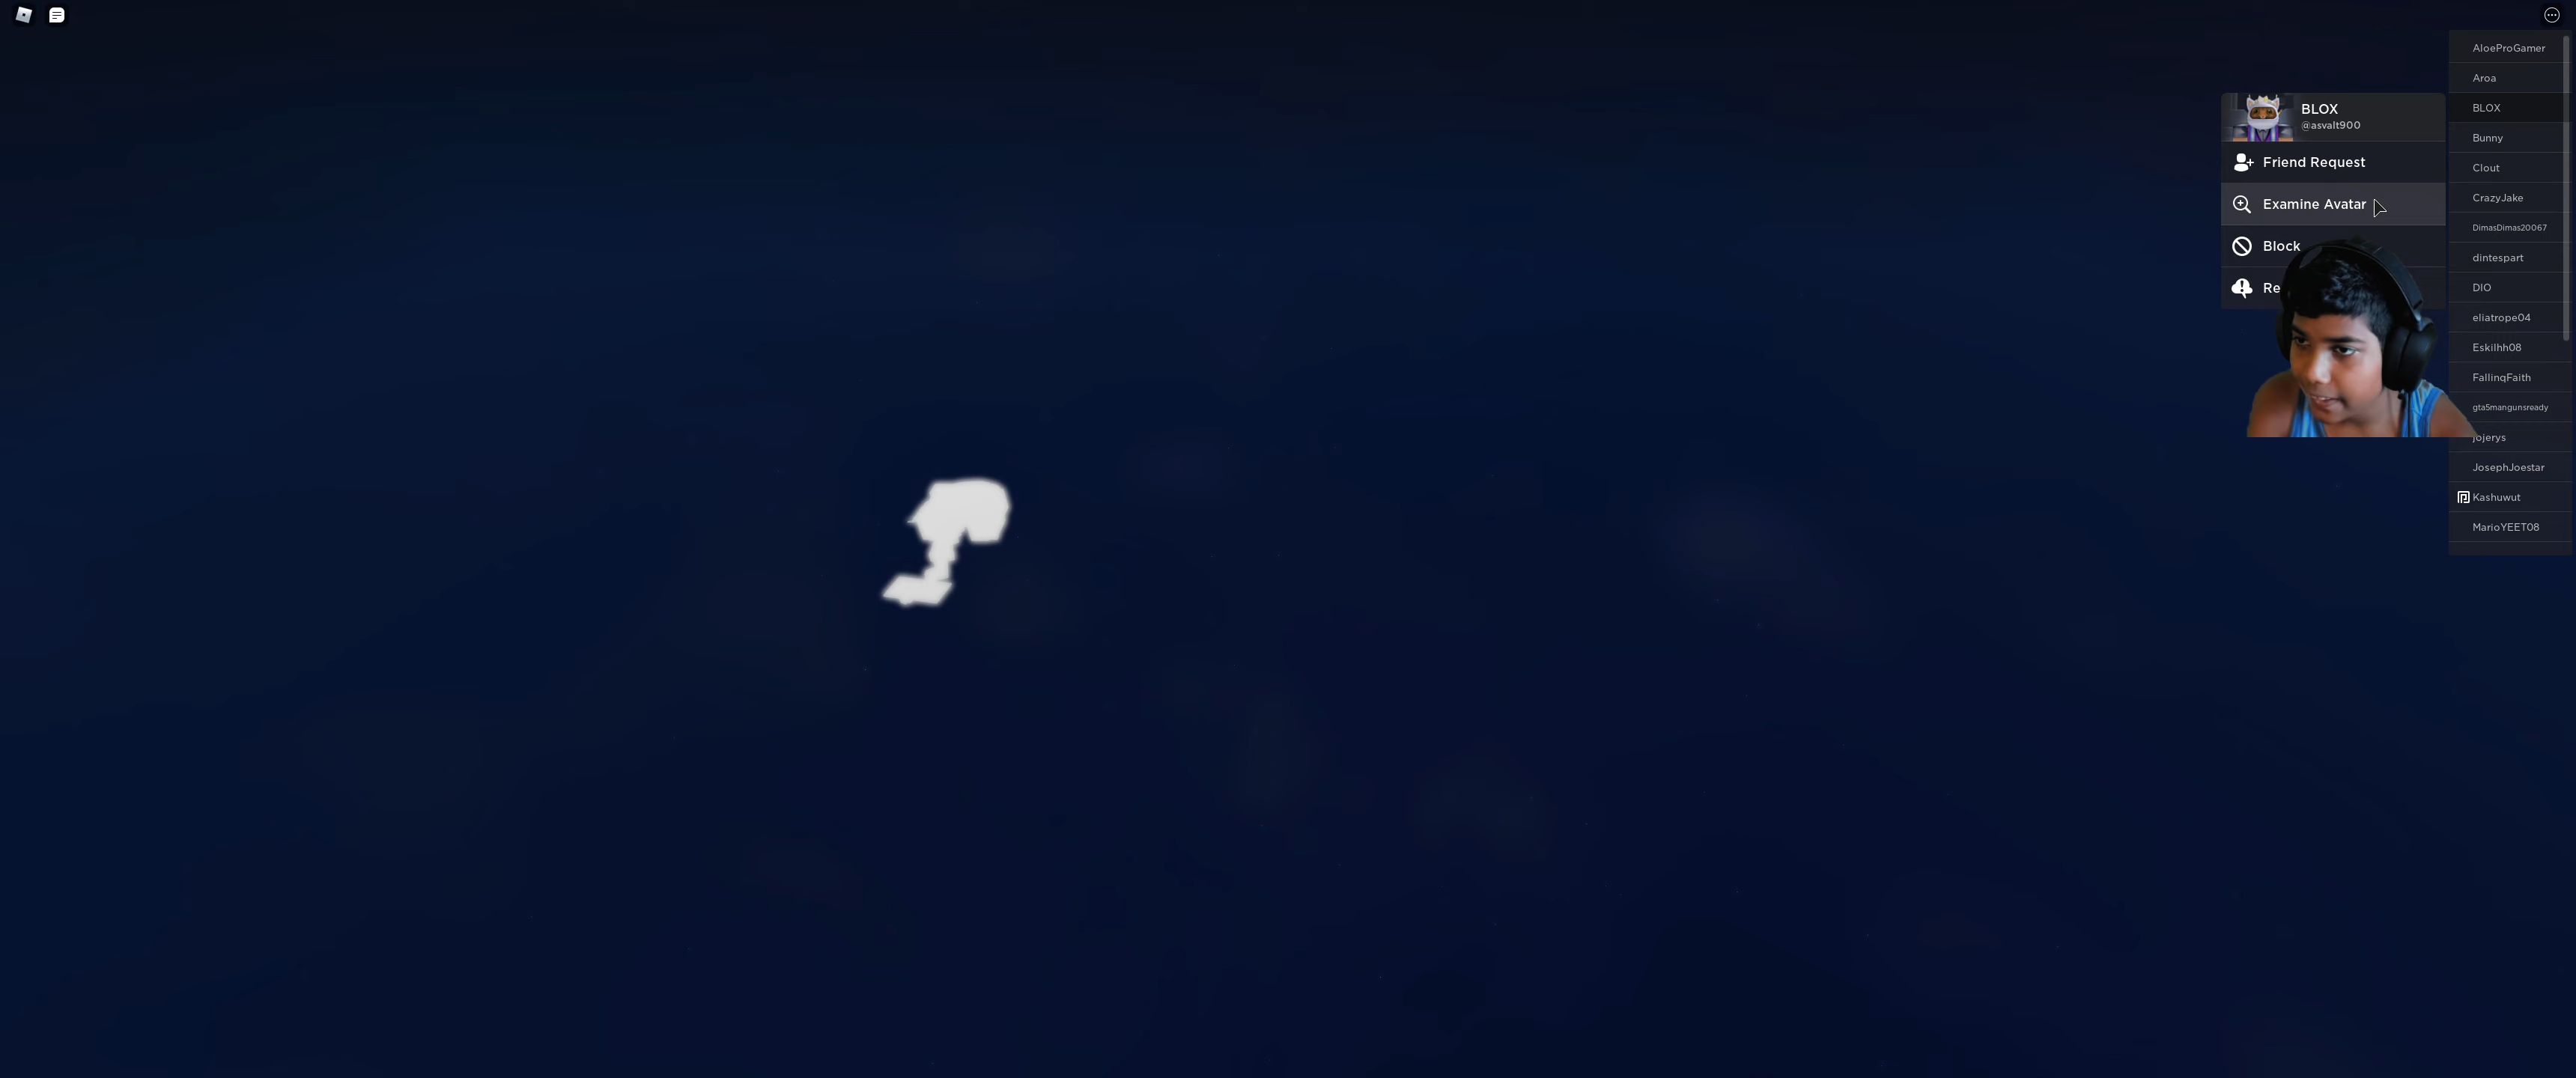 BLOX
@asvalt900
Friend Request
Examine Avatar
Block
Re
AloeProGamer
Aroa
BLOX
Bunny
Clout
CrazyJake
DimasDimas20067
dintespart
DIO
eliatrope04
Eskilhh08
FallingFaith
gta5mangunsready
jojerys
JosephJoestar
Kashuwut
MarioYEET08